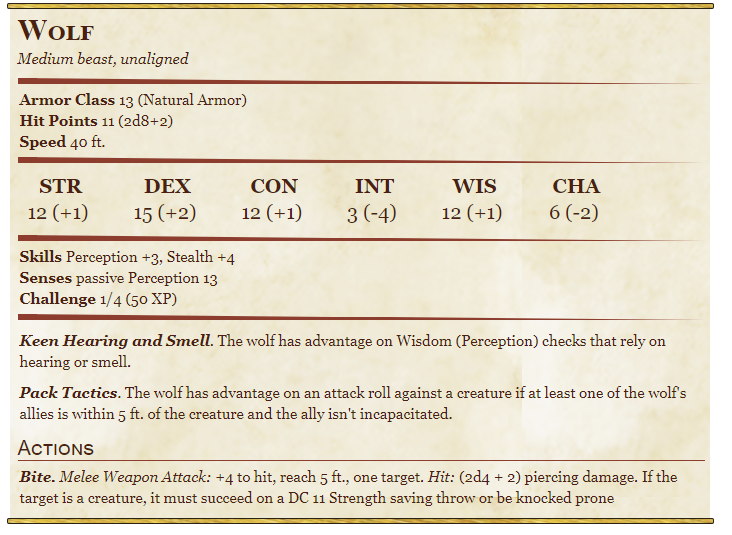 Wolf
Medium beast, unaligned
Armor Class 13 (Natural Armor)
Hit Points 11 (2d8+2)
Speed 40 ft.
STR DEX CON INT WIS CHA
12 (+1) 15 (+2) 12 (+1) 3 (-4) 12 (+1) 6 (-2)
Skills Perception +3, Stealth +4
Senses passive Perception 13
Challenge 1/4 (50 XP)
Keen Hearing and Smell. The wolf has advantage on Wisdom (Perception) checks that rely on
hearing or smell.
Pack Tactics. The wolf has advantage on an attack roll against a creature if at least one of the wolf's
allies is within 5 ft. of the creature and the ally isn't incapacitated.
Actions
Bite. Melee Weapon Attack: +4 to hit, reach 5 ft., one target. Hit: (2d4 + 2) piercing damage. If the
target is a creature, it must succeed on a DC 11 Strength saving throw or be knocked prone